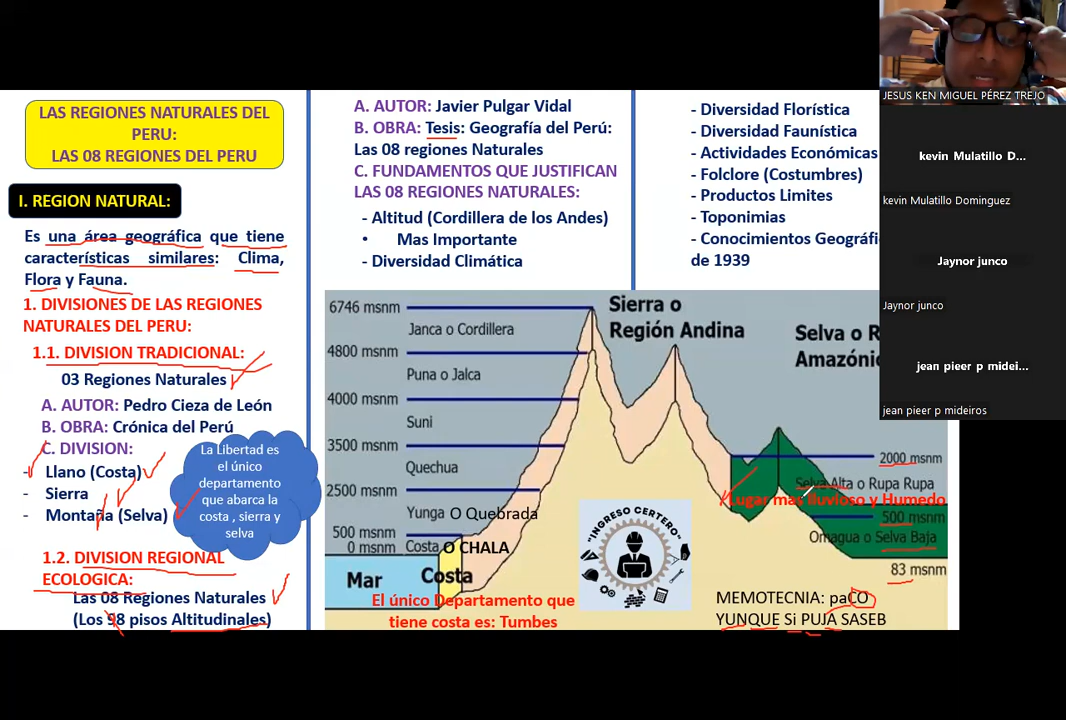 LAS REGIONES NATURALES DEL
PERU:
LAS 08 REGIONES DEL PERU
I. REGION NATURAL:
Es una área geográfica que tiene
características similares: Clima,
Flora y Fauna.
1. DIVISIONES DE LAS REGIONES
NATURALES DEL PERU:
1.1. DIVISION TRADICIONAL:
03 Regiones Naturales
A. AUTOR: Pedro Cieza de León
B. OBRA: Crónica del Perú
C. DIVISION:
- Llano (Costa)
- Sierra
- Montaña (Selva)
La Libertad es
el único
departamento
que abarca la
costa , sierra y
selva
1.2. DIVISION REGIONAL
ECOLOGICA:
Las 08 Regiones Naturales
(Los 98 pisos Altitudinales)
A. AUTOR: Javier Pulgar Vidal
B. OBRA: Tesis: Geografía del Perú:
Las 08 regiones Naturales
C. FUNDAMENTOS QUE JUSTIFICAN
LAS 08 REGIONES NATURALES:
- Altitud (Cordillera de los Andes)
• Mas Importante
- Diversidad Climática
- Diversidad Florística
- Diversidad Faunística
- Actividades Económicas
- Folclore (Costumbres)
- Productos Limites
- Toponimias
- Conocimientos Geográfi
de 1939
6746 msnm
Janca o Cordillera
4800 msnm
Puna o Jalca
4000 msnm
Suni
3500 msnm
Quechua
2500 msnm
Yunga O Quebrada
500 msnm
0 msnm
Costa O CHALA
Mar
Costa
Sierra o
Región Andina
Selva o R
Amazónic
2000 msnm
Selva Alta o Rupa Rupa
Lugar mas lluvioso y Humedo
500 msnm
Omagua o Selva Baja
83 msnm
"INGRESO CERTERO"
El único Departamento que
tiene costa es: Tumbes
MEMOTECNIA: paCO
YUNQUE Si PUJA SASEB
JESUS KEN MIGUEL PÉREZ TREJO
kevin Mulatillo D...
kevin Mulatillo Dominguez
Jaynor junco
Jaynor junco
jean pieer p midei...
jean pieer p mideiros